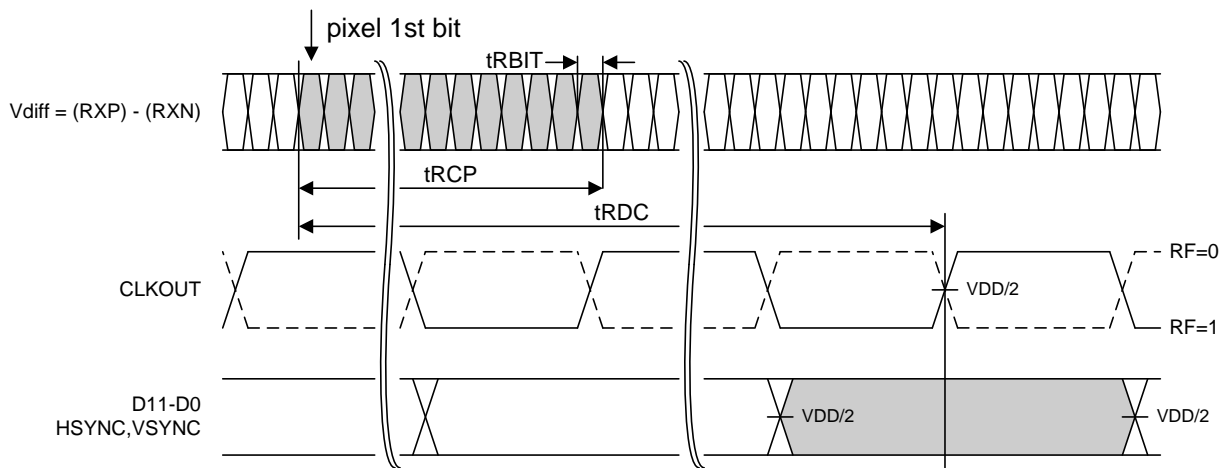 pixel 1st bit
tRBIT
Vdiff = (RXP) - (RXN)
tRCP
tRDC
RF=0
CLKOUT
VDD/2
RF=1
D11-D0
HSYNC,VSYNC
VDD/2
VDD/2